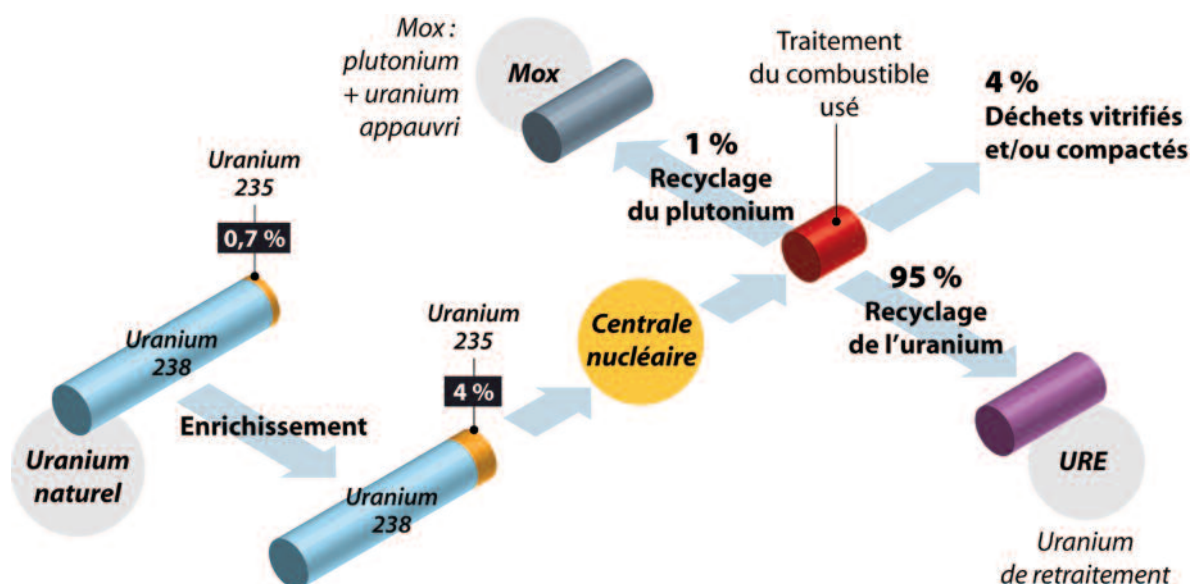 Mox :
plutonium
+ uranium
appauvri
Mox
Traitement
du combustible
usé
4 %
Déchets vitrifiés
et/ou compactés
1 %
Recyclage
du plutonium
Uranium
235
0,7 %
Uranium
238
Uranium
naturel
Enrichissement
Uranium
235
4 %
Uranium
238
Centrale
nucléaire
95 %
Recyclage
de l’uranium
URE
Uranium
de retraitement